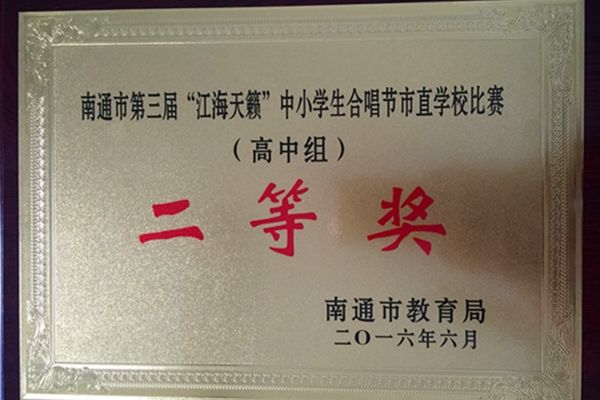 南通市第三届“江海天籁”中小学生合唱节市直学校比赛
（高中组）
二等奖
南通市教育局
二〇一六年六月